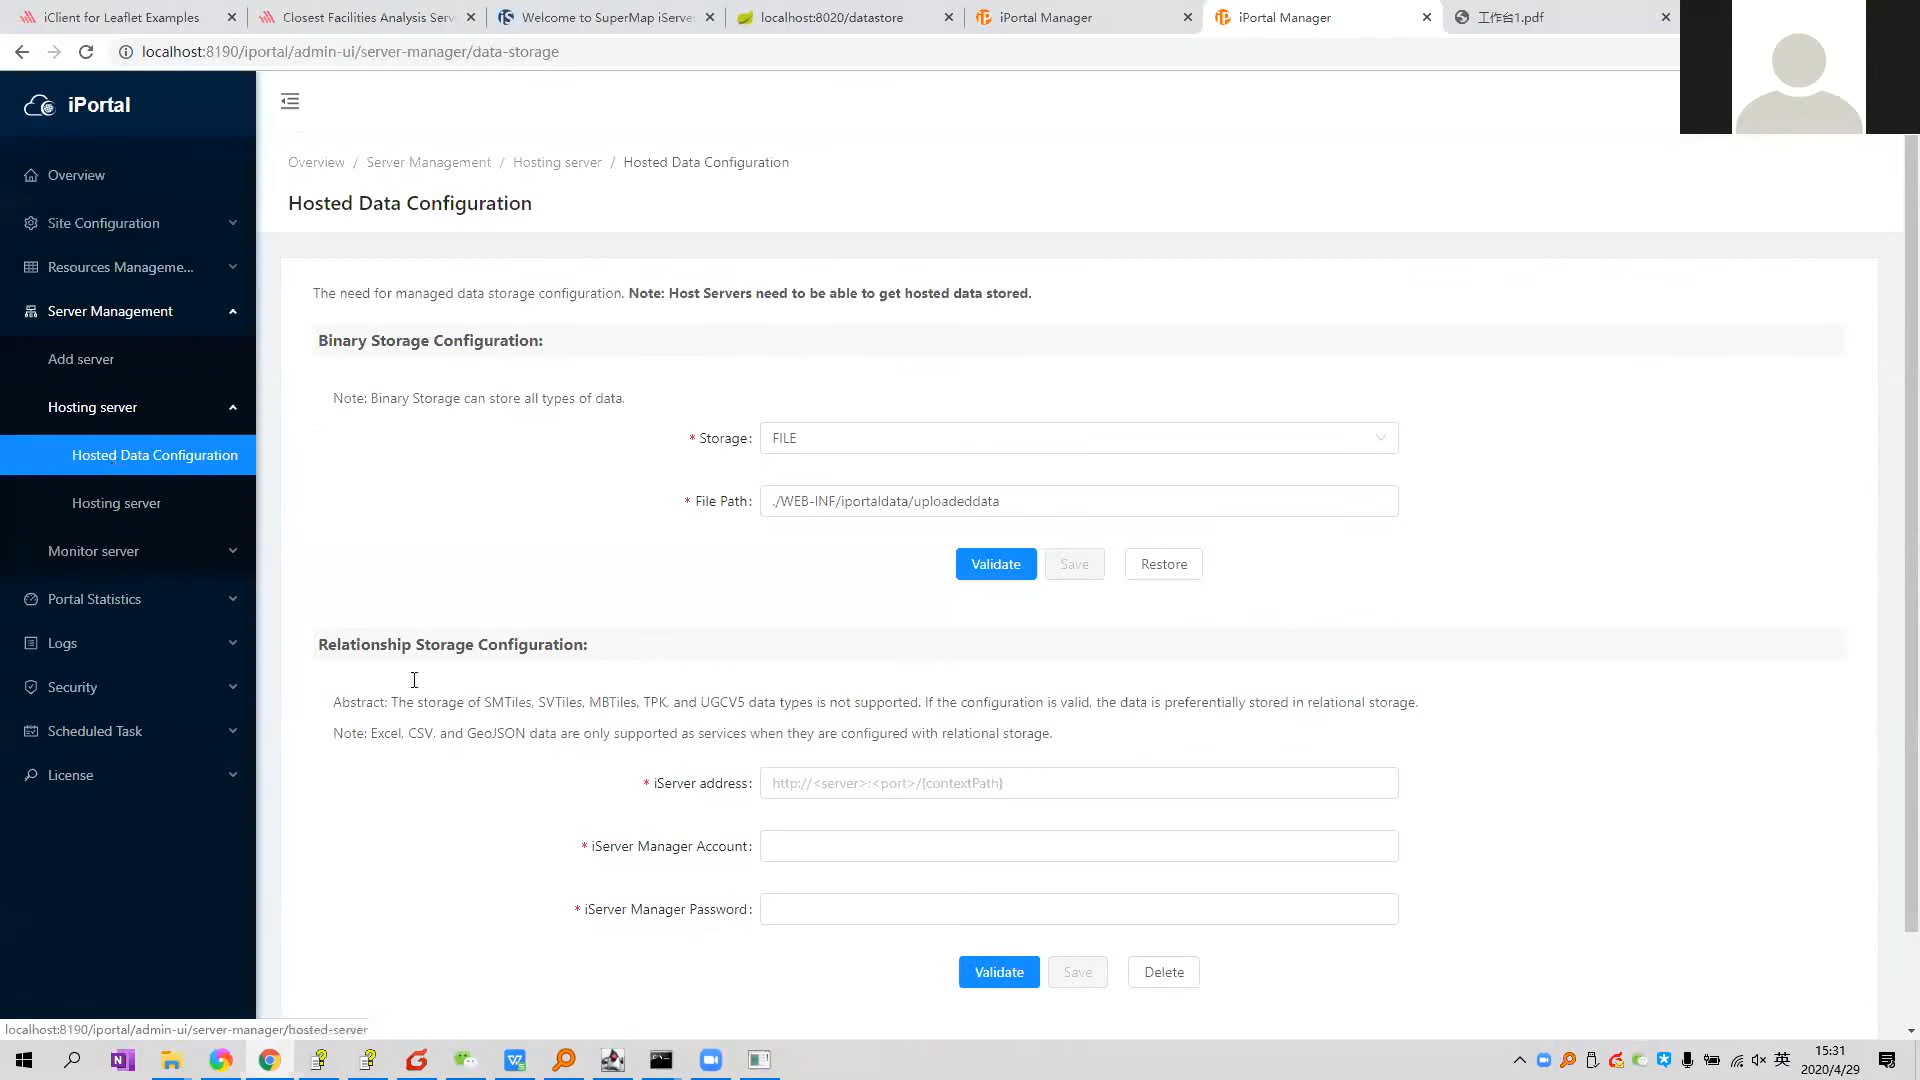 iClient for Leaflet Examples
Closest Facilities Analysis Serv
Welcome to SuperMap iServer
localhost:8020/datastore
iPortal Manager
iPortal Manager
工作台1.pdf
localhost:8190/iportal/admin-ui/server-manager/data-storage
iPortal
Overview
Site Configuration
Resources Manageme...
Server Management
Add server
Hosting server
Hosted Data Configuration
Hosting server
Monitor server
Portal Statistics
Logs
Security
Scheduled Task
License
Overview / Server Management / Hosting server / Hosted Data Configuration
Hosted Data Configuration
The need for managed data storage configuration. Note: Host Servers need to be able to get hosted data stored.
Binary Storage Configuration:
Note: Binary Storage can store all types of data.
* Storage: FILE
* File Path: ./WEB-INF/iportaldata/uploadeddata
Validate Save Restore
Relationship Storage Configuration:
Abstract: The storage of SMTiles, SVTiles, MBTiles, TPK, and UGCV5 data types is not supported. If the configuration is valid, the data is preferentially stored in relational storage.
Note: Excel, CSV, and GeoJSON data are only supported as services when they are configured with relational storage.
* iServer address: http://<server>:<port>/{contextPath}
* iServer Manager Account:
* iServer Manager Password:
Validate Save Delete
localhost:8190/iportal/admin-ui/server-manager/hosted-server
英
15:31
2020/4/29